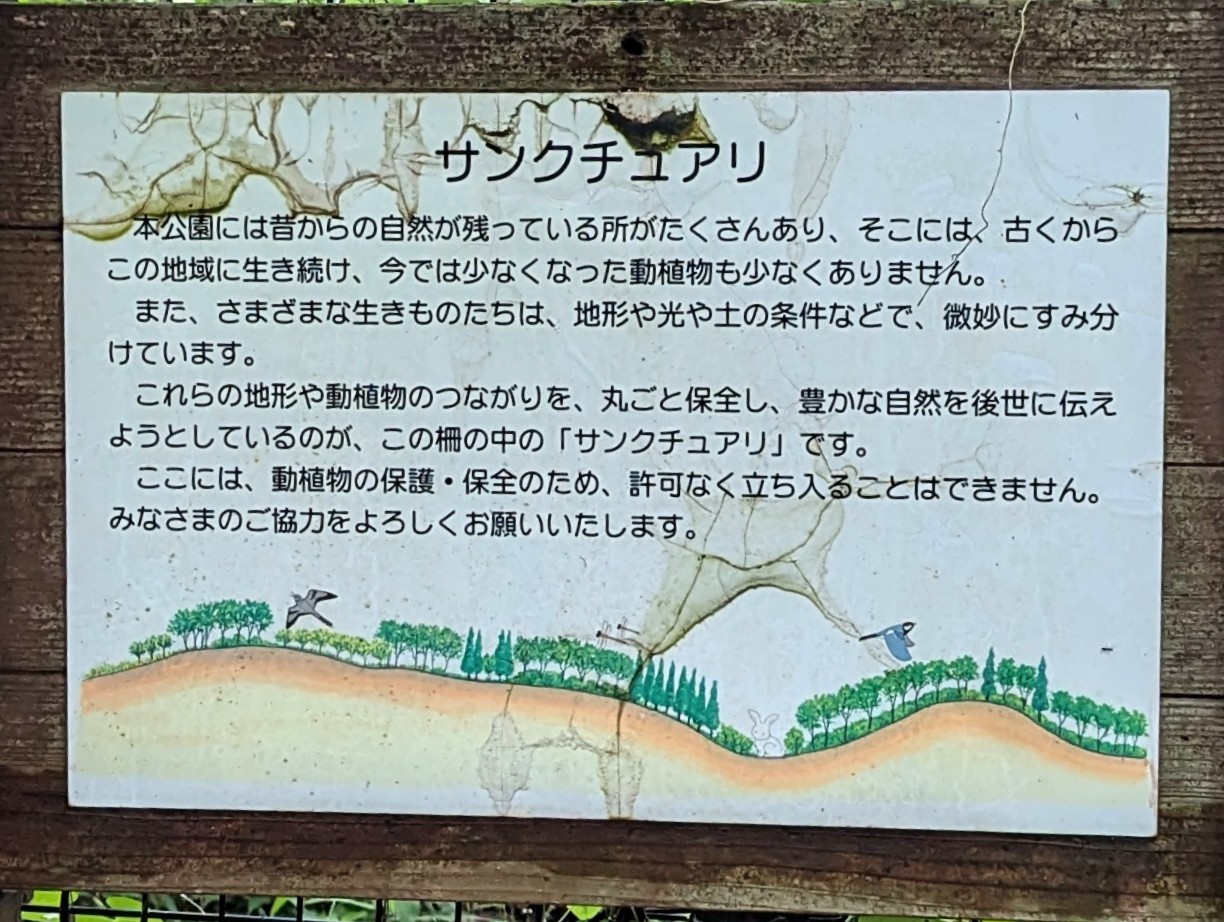 サンクチュアリ
本公園には昔からの自然が残っている所がたくさんあり、そこには、古くから
この地域に生き続け、今では少なくなった動植物も少なくありません。
また、さまざまな生きものたちは、地形や光や土の条件などで、微妙にすみ分
けています。
これらの地形や動植物のつながりを、丸ごと保全し、豊かな自然を後世に伝え
ようとしているのが、この柵の中の「サンクチュアリ」です。
ここには、動植物の保護・保全のため、許可なく立ち入ることはできません。
みなさまのご協力をよろしくお願いいたします。